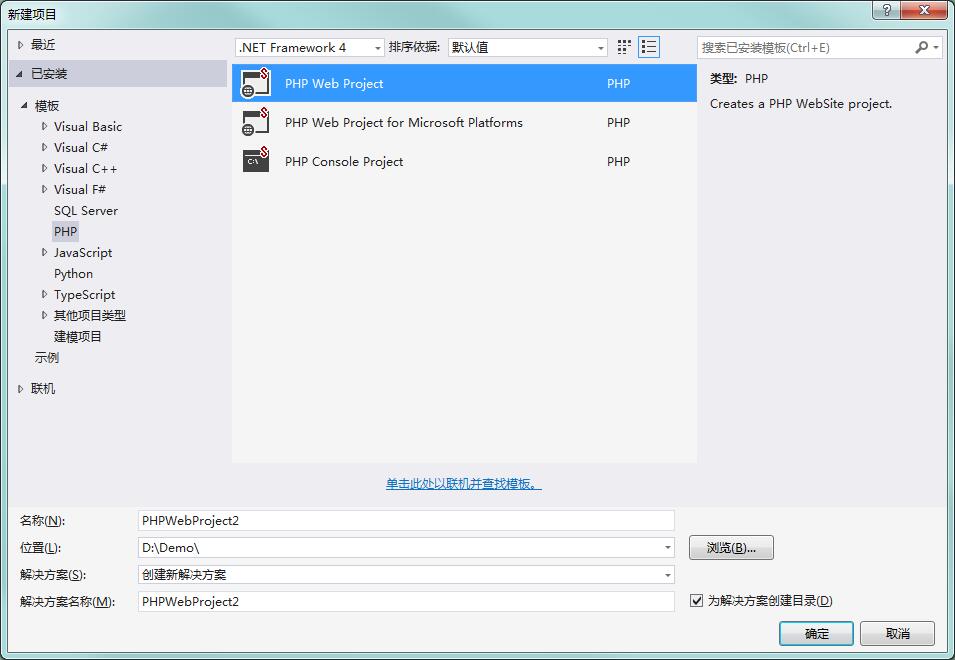 新建项目
最近
.NET Framework 4 排序依据: 默认值
搜索已安装模板(Ctrl+E)
已安装
模板
Visual Basic
Visual C#
Visual C++
Visual F#
SQL Server
PHP
JavaScript
Python
TypeScript
其他项目类型
建模项目
示例
联机
PHP Web Project PHP
PHP Web Project for Microsoft Platforms PHP
C:\ PHP Console Project PHP
类型: PHP
Creates a PHP WebSite project.
单击此处以联机并查找模板。
名称(N): PHPWebProject2
位置(L): D:\Demo\ 浏览(B)...
解决方案(S): 创建新解决方案
解决方案名称(M): PHPWebProject2 为解决方案创建目录(D)
确定 取消